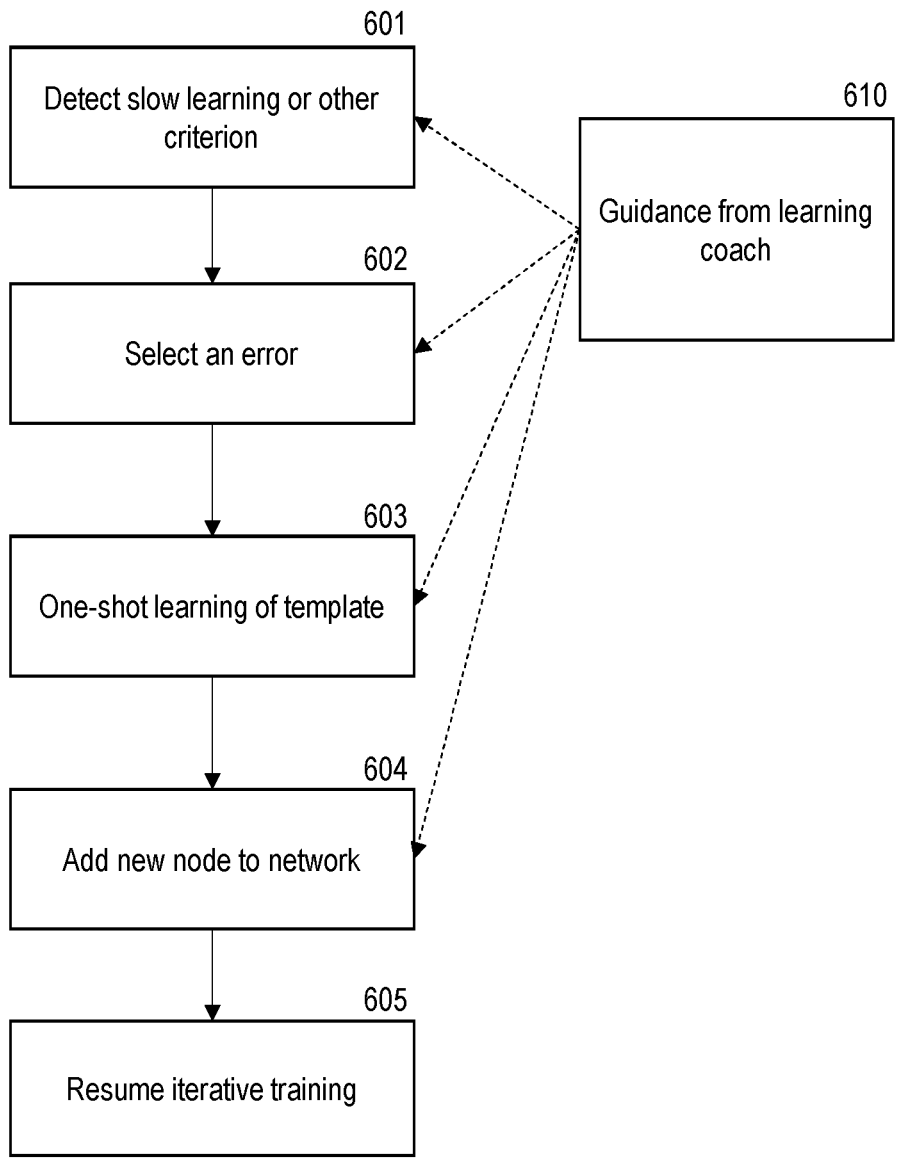 601
Detect slow learning or other
criterion
610
Guidance from learning
coach
602
Select an error
603
One-shot learning of template
604
Add new node to network
605
Resume iterative training